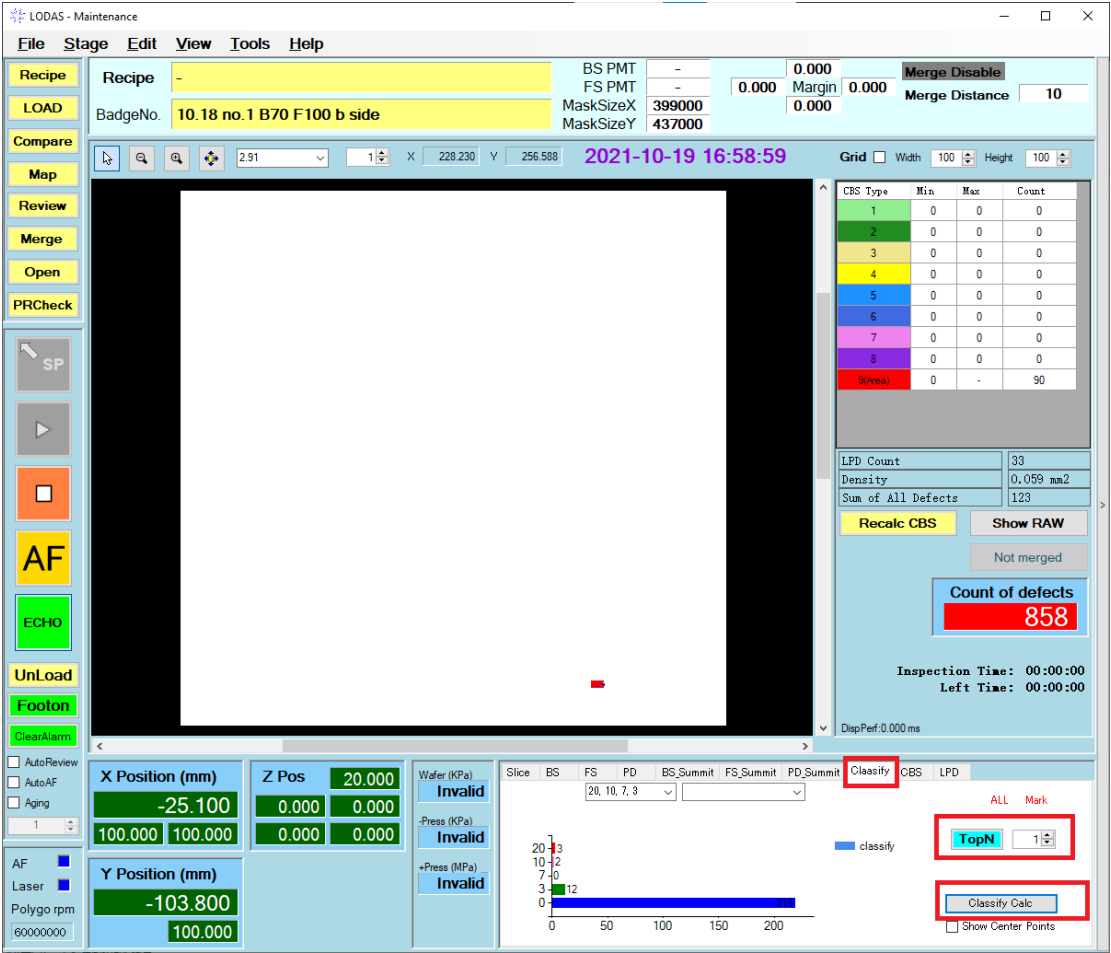 LODAS - Maintenance
File Stage Edit View Tools Help
Recipe
LOAD
Compare
Map
Review
Merge
Open
PRCheck
SP
AF
ECHO
UnLoad
Footon
ClearAlarm
AutoReview
AutoAF
Aging
1
AF
Laser
Polygo rpm
60000000
Recipe -
BadgeNo. 10.18 no.1 B70 F100 b side
BS PMT -
FS PMT -
MaskSizeX 399000
MaskSizeY 437000
0.000
0.000 Margin 0.000
0.000
Merge Disable
Merge Distance 10
2.91 1 X 228.230 Y 256.588 2021-10-19 16:58:59 Grid Width 100 Height 100
CBS Type Min Max Count
1 0 0 0
2 0 0 0
3 0 0 0
4 0 0 0
5 0 0 0
6 0 0 0
7 0 0 0
8 0 0 0
9(Area) 0 - 90
LPD Count 33
Density 0.059 mm2
Sum of All Defects 123
Recalc CBS Show RAW
Not merged
Count of defects
858
Inspection Time: 00:00:00
Left Time: 00:00:00
DispPerf:0.000 ms
X Position (mm)
-25.100
100.000 100.000
Y Position (mm)
-103.800
100.000
Z Pos 20.000
0.000 0.000
0.000 0.000
Wafer (KPa)
Invalid
-Press (KPa)
Invalid
+Press (MPa)
Invalid
Slice BS FS PD BS_Summit FS_Summit PD_Summit Claasify CBS LPD
20, 10, 7, 3
ALL Mark
TopN 1
classify
20 3
10 2
7 0
3 12
0 219
0 50 100 150 200
Classify Calc
Show Center Points